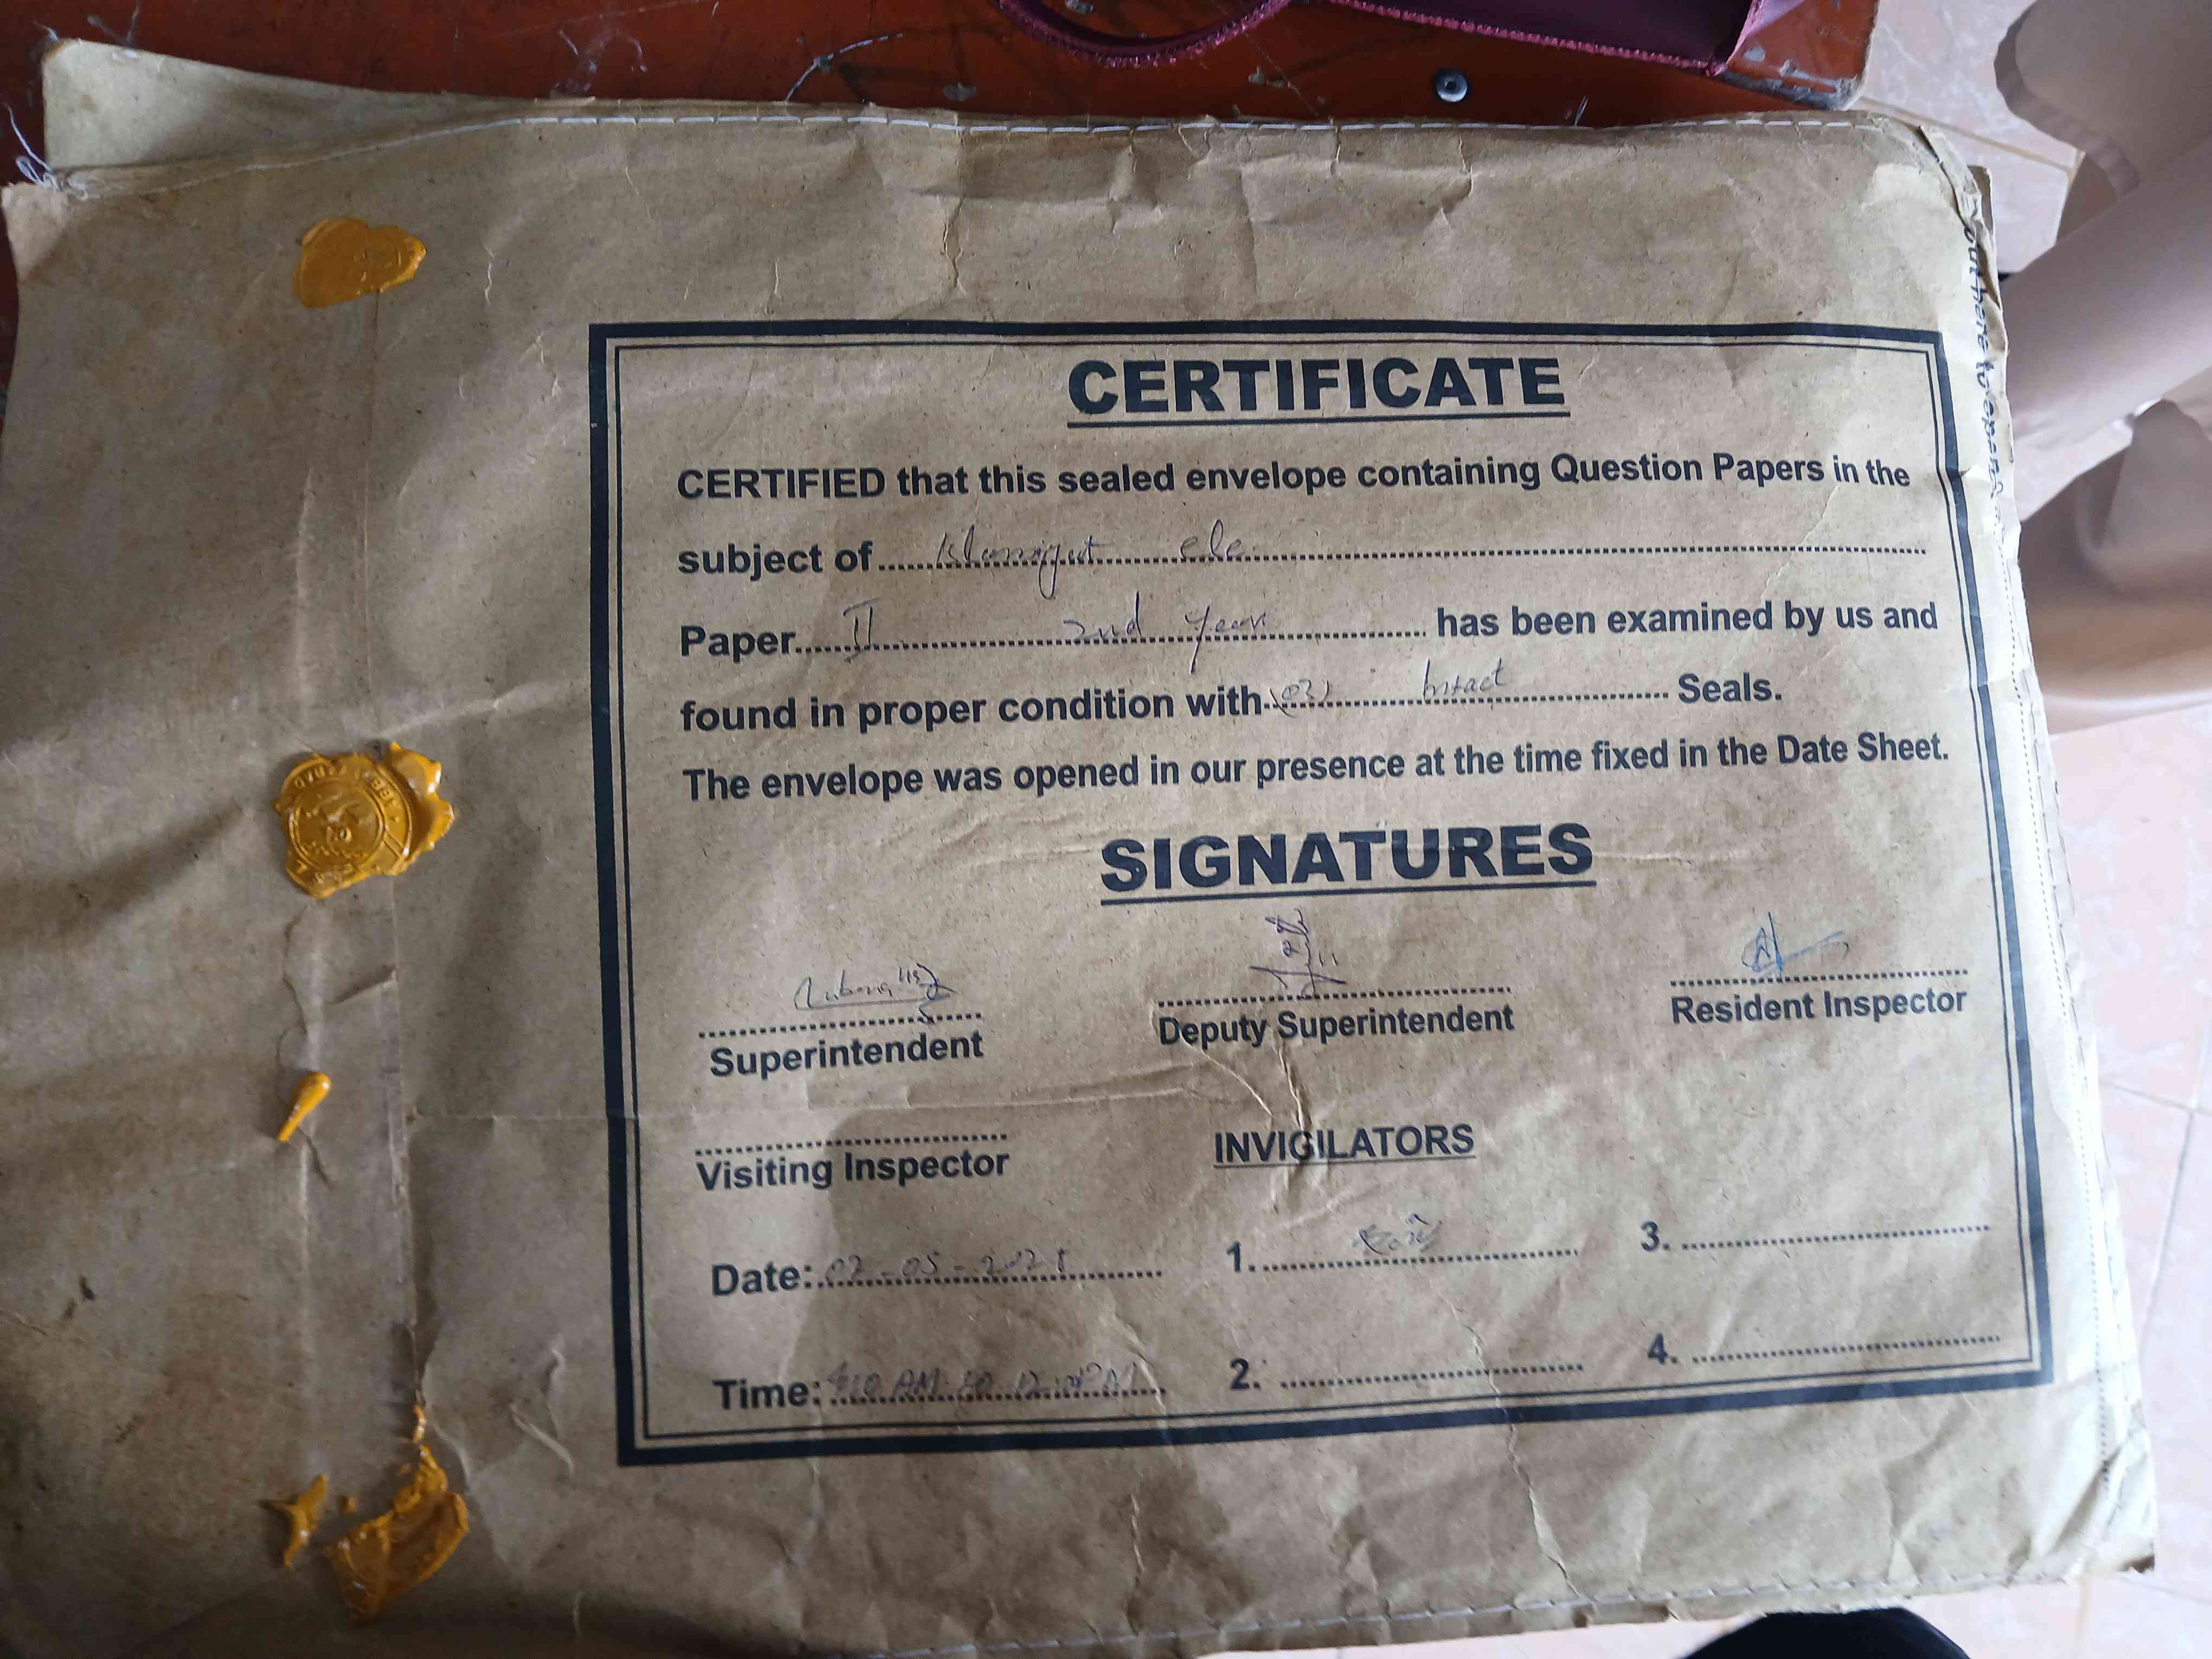 CERTIFICATE
CERTIFIED that this sealed envelope containing Question Papers in the
subject of
Paper II 2nd year has been examined by us and
found in proper condition with (03) Intact Seals.
The envelope was opened in our presence at the time fixed in the Date Sheet.
SIGNATURES
Superintendent
Deputy Superintendent
Resident Inspector
Visiting Inspector
INVIGILATORS
Date:
1.
3.
Time:
2.
4.